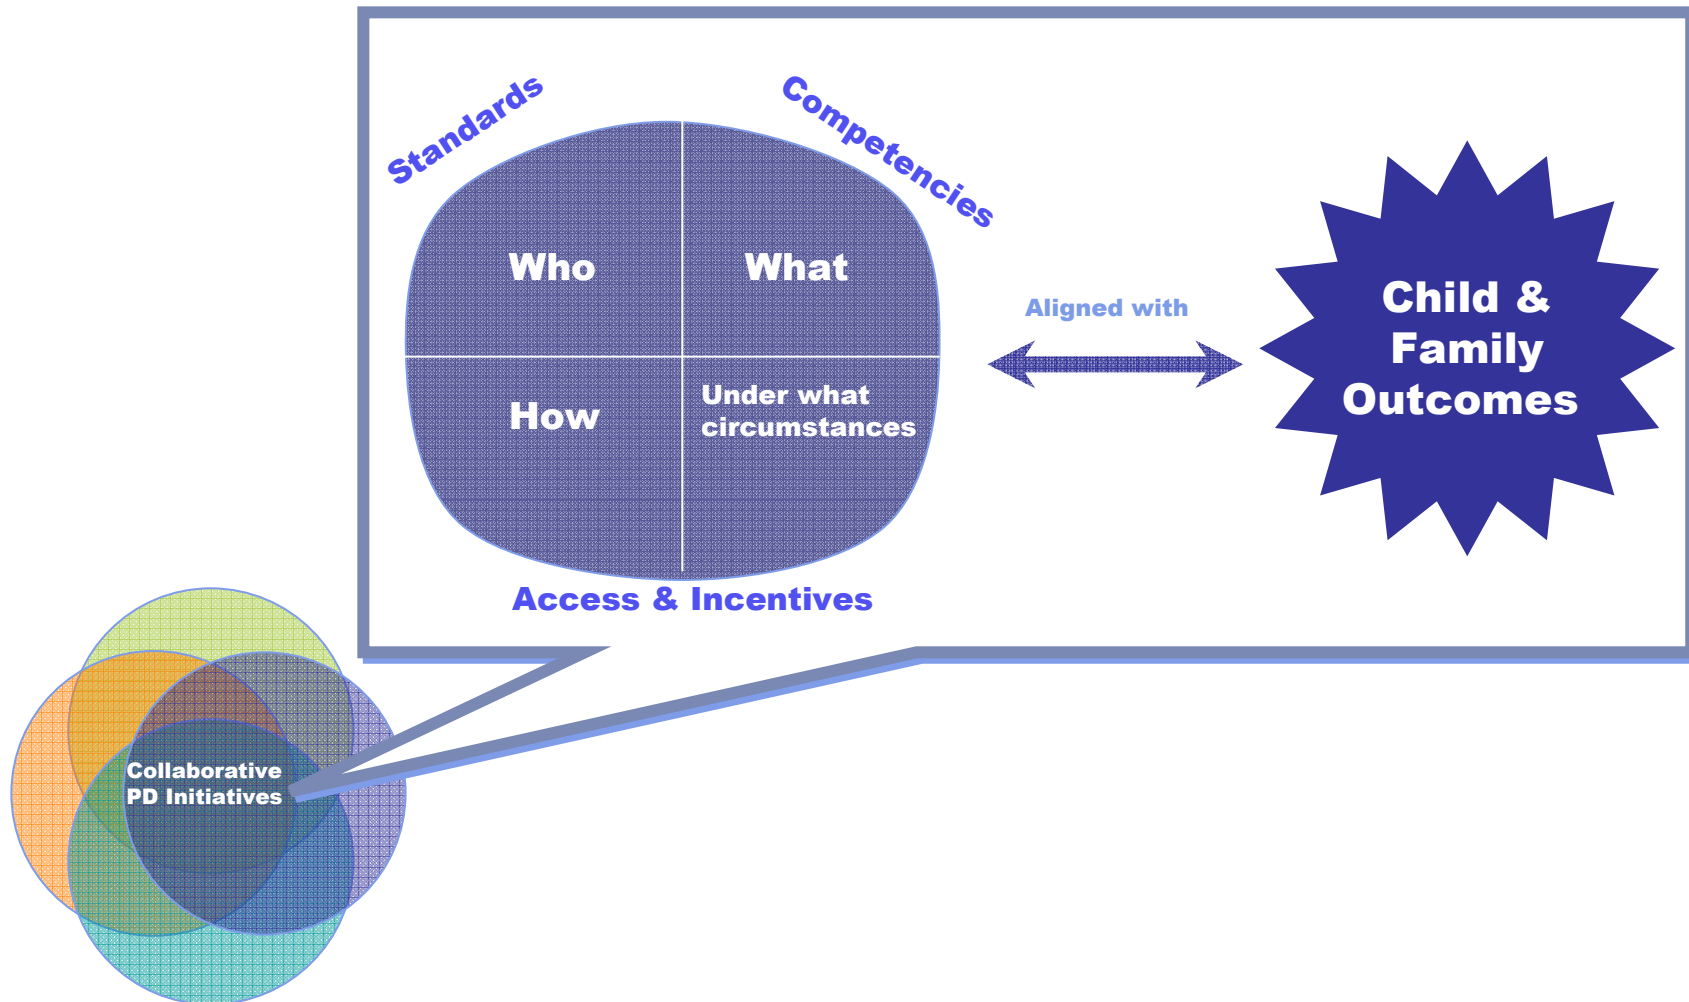 Standards
Competencies
Who
What
How
Under what
circumstances
Access & Incentives
Aligned with
Child &
Family
Outcomes
Collaborative
PD Initiatives